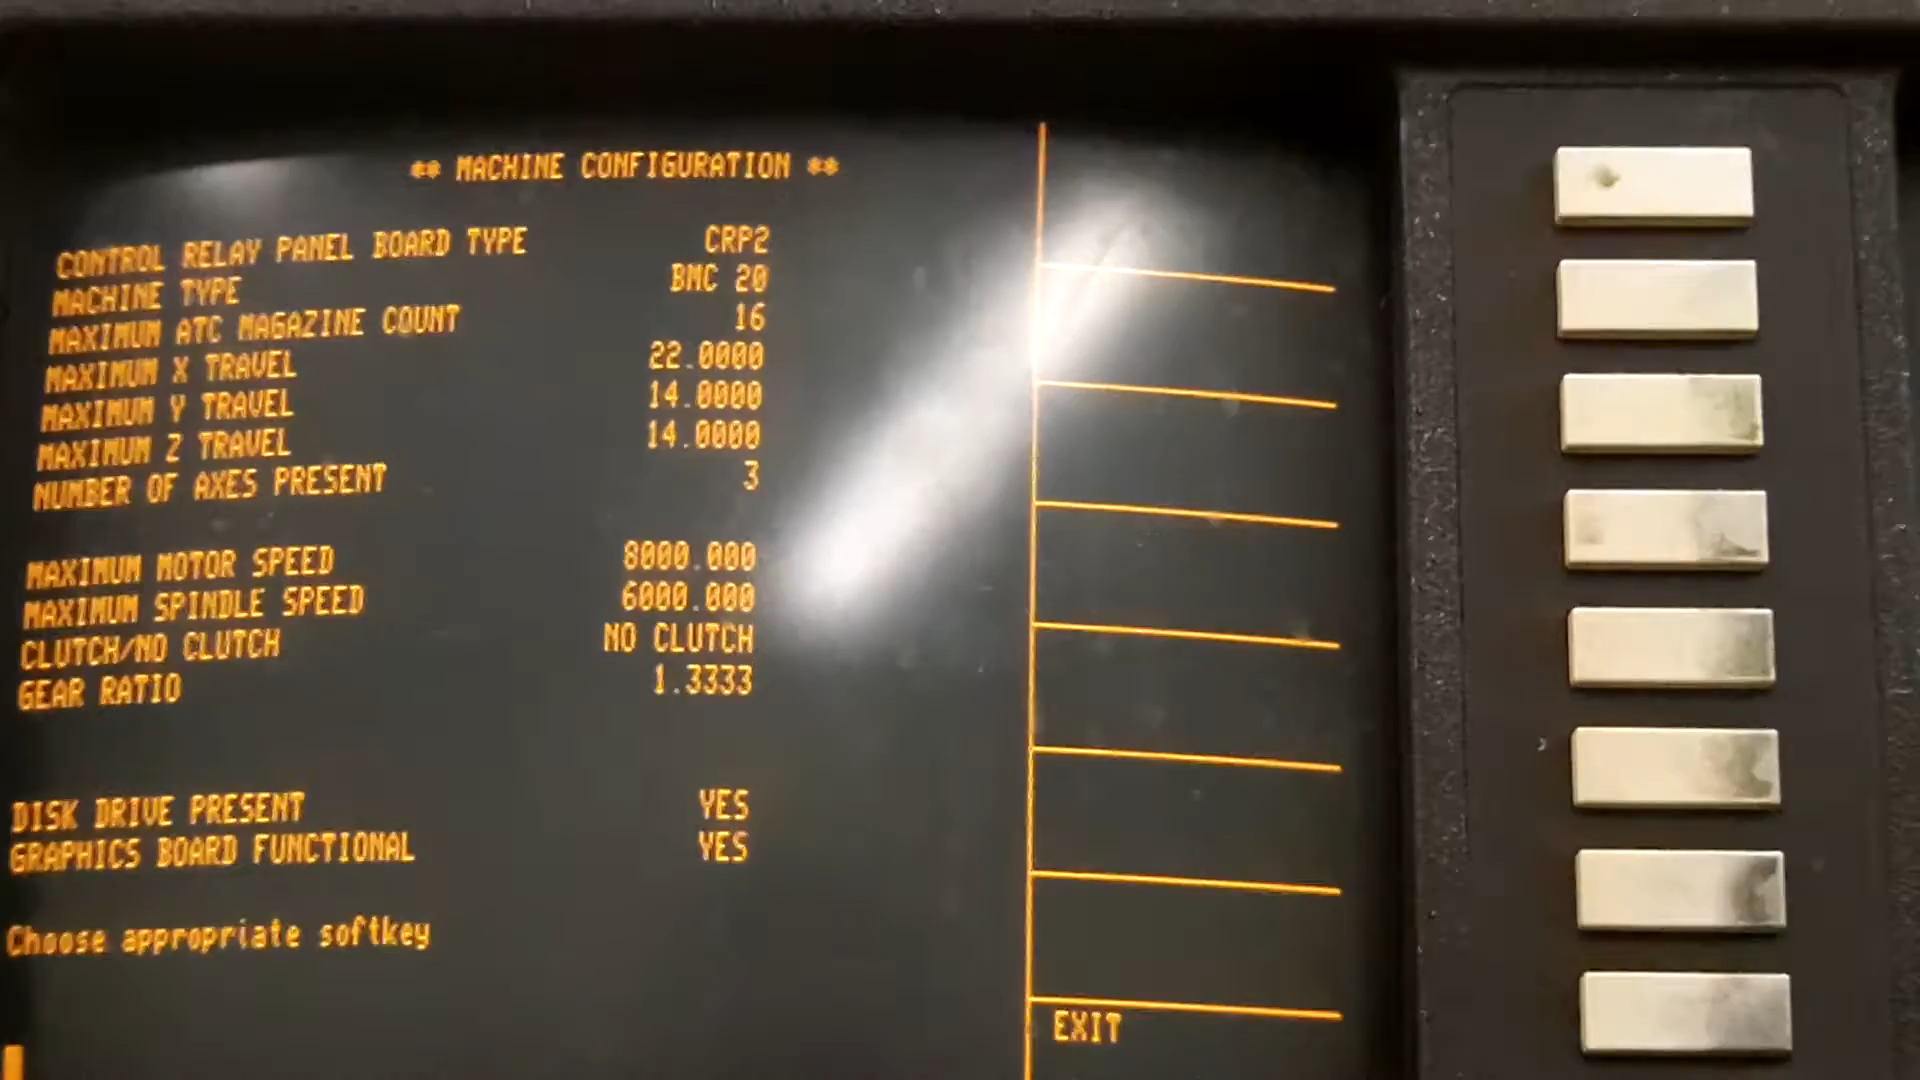 ** MACHINE CONFIGURATION **
CONTROL RELAY PANEL BOARD TYPE CRP2
MACHINE TYPE BMC 20
MAXIMUM ATC MAGAZINE COUNT 16
MAXIMUM X TRAVEL 22.0000
MAXIMUM Y TRAVEL 14.0000
MAXIMUM Z TRAVEL 14.0000
NUMBER OF AXES PRESENT 3
MAXIMUM MOTOR SPEED 8000.000
MAXIMUM SPINDLE SPEED 6000.000
CLUTCH/NO CLUTCH NO CLUTCH
GEAR RATIO 1.3333
DISK DRIVE PRESENT YES
GRAPHICS BOARD FUNCTIONAL YES
Choose appropriate softkey
EXIT